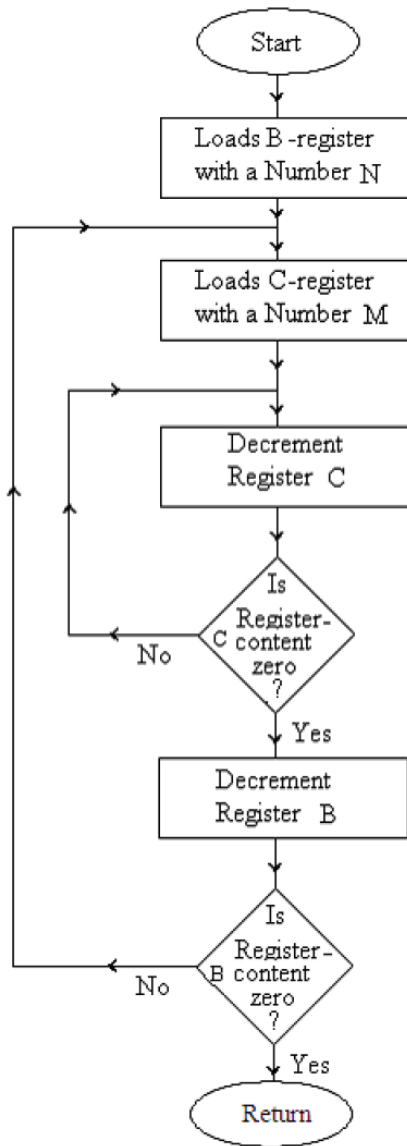 Start
Loads B-register
with a Number N
Loads C-register
with a Number M
Decrement
Register C
Is
Register-
C content
zero
?
No
Yes
Decrement
Register B
Is
Register-
B content
zero
?
No
Yes
Return